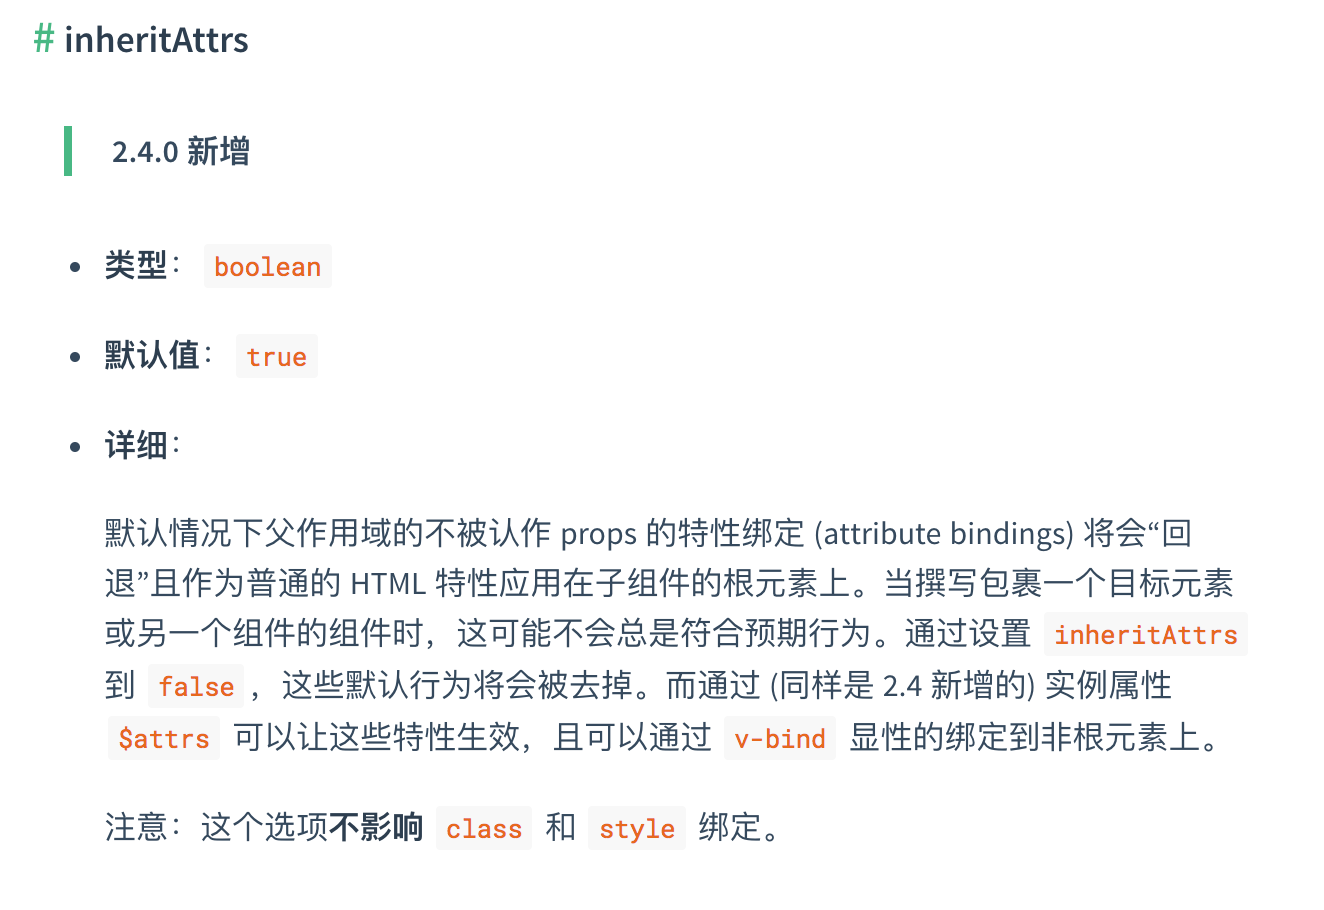 # inheritAttrs
2.4.0 新增
• 类型： boolean
• 默认值： true
• 详细：
默认情况下父作用域的不被认作 props 的特性绑定 (attribute bindings) 将会“回
退”且作为普通的 HTML 特性应用在子组件的根元素上。当撰写包裹一个目标元素
或另一个组件的组件时，这可能不会总是符合预期行为。通过设置 inheritAttrs
到 false ，这些默认行为将会被去掉。而通过 (同样是 2.4 新增的) 实例属性
$attrs 可以让这些特性生效，且可以通过 v-bind 显性的绑定到非根元素上。
注意：这个选项不影响 class 和 style 绑定。